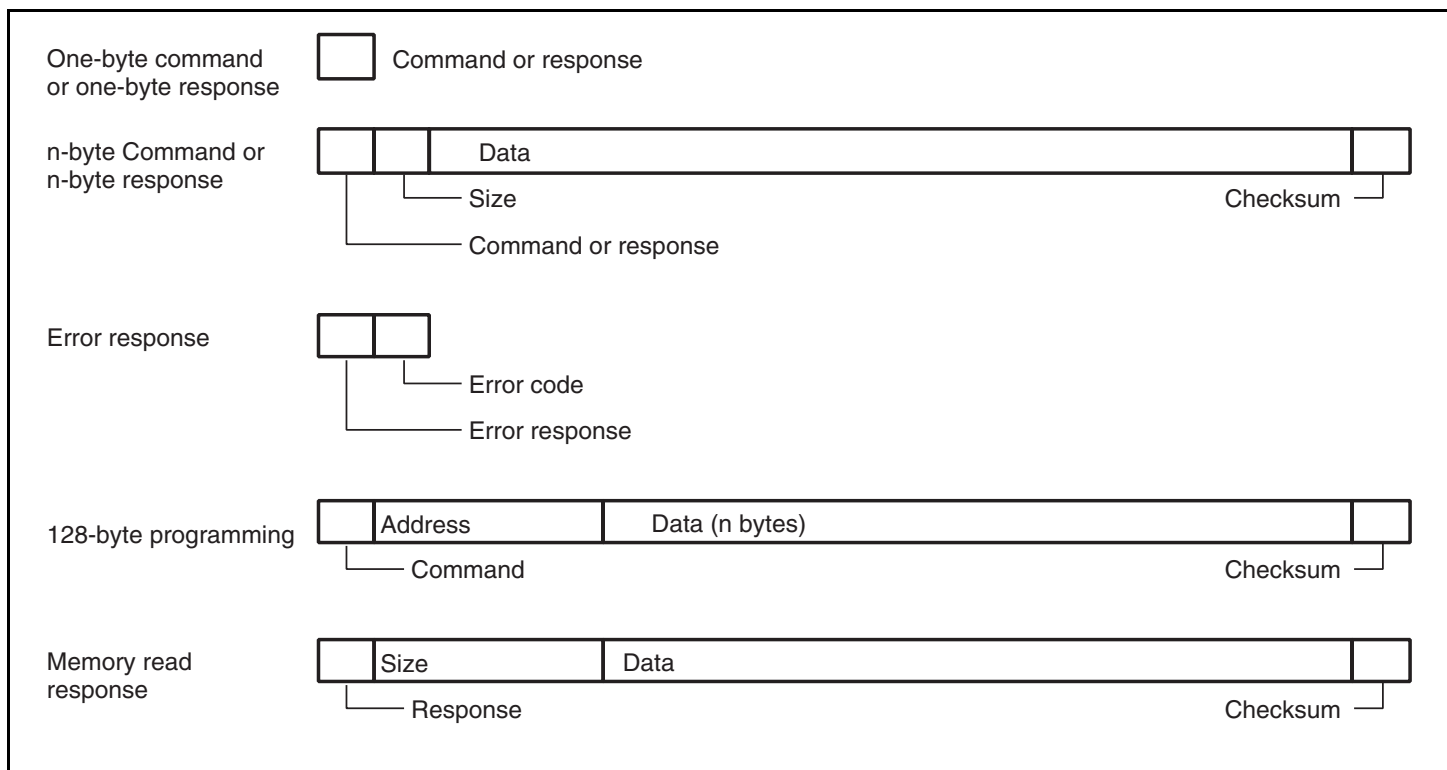 One-byte command
or one-byte response
Command or response
n-byte Command or
n-byte response
Data
Size
Checksum
Command or response
Error response
Error code
Error response
128-byte programming
Address
Data (n bytes)
Command
Checksum
Memory read
response
Size
Data
Response
Checksum